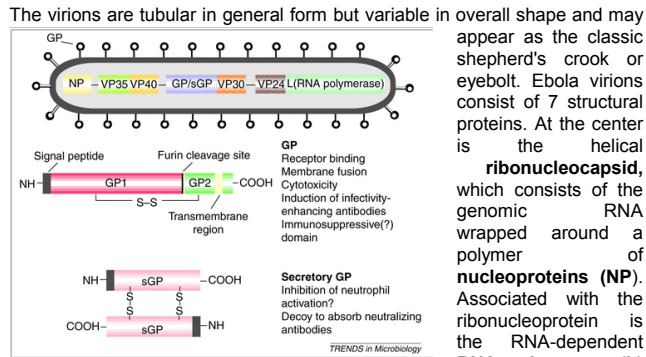 The virions are tubular in general form but variable in overall shape and may
appear as the classic
shepherd's crook or
eyebolt. Ebola virions
consist of 7 structural
proteins. At the center
is the helical
ribonucleocapsid,
which consists of the
genomic RNA
wrapped around a
polymer of
nucleoproteins (NP).
Associated with the
ribonucleoprotein is
the RNA-dependent
GP
NP VP35 VP40 GP/sGP VP30 VP24 L(RNA polymerase)
Signal peptide Furin cleavage site
NH GP1 GP2 COOH
S–S
Transmembrane
region
GP
Receptor binding
Membrane fusion
Cytotoxicity
Induction of infectivity-
enhancing antibodies
Immunosuppressive(?)
domain
NH sGP COOH
S S
S S
COOH sGP NH
Secretory GP
Inhibition of neutrophil
activation?
Decoy to absorb neutralizing
antibodies
TRENDS in Microbiology